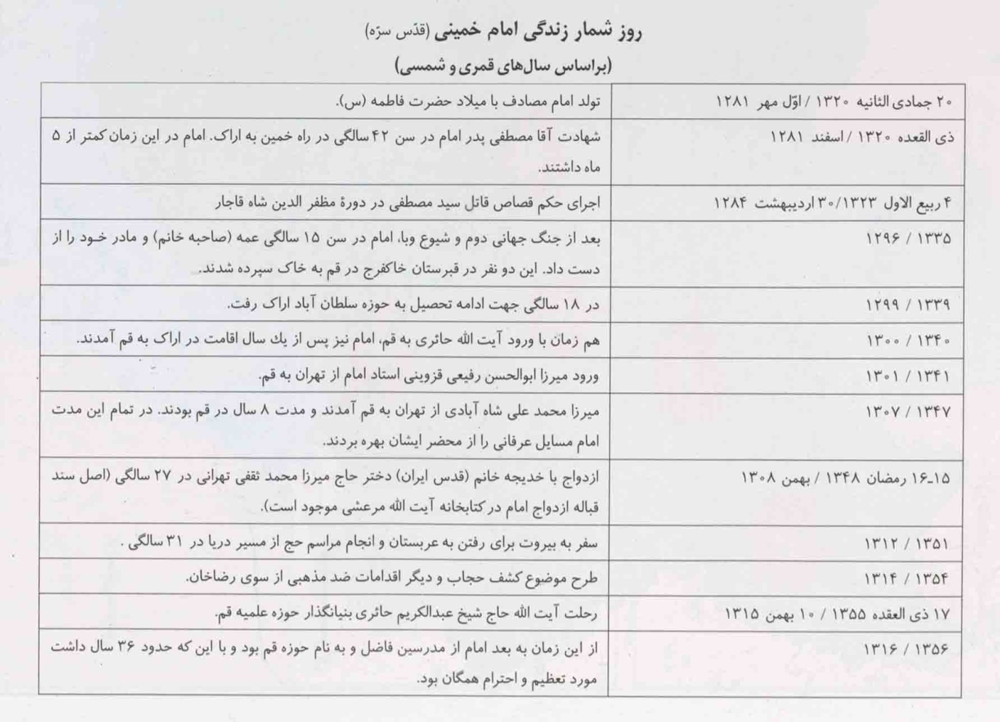 روز شمار زندگی امام خمینی (قدّس سرّه)
(براساس سال‌های قمری و شمسی)
۲۰ جمادی الثانیه ۱۳۲۰ / اوّل مهر ۱۲۸۱
تولد امام مصادف با میلاد حضرت فاطمه (س).
ذی القعده ۱۳۲۰ / اسفند ۱۲۸۱
شهادت آقا مصطفی پدر امام در سن ۴۲ سالگی در راه خمین به اراک. امام در این زمان کمتر از ۵
ماه داشتند.
۴ ربیع الاول ۱۳۲۳/ ۳۰ اردیبهشت ۱۲۸۴
اجرای حکم قصاص قاتل سید مصطفی در دورهٔ مظفر الدین شاه قاجار
۱۳۳۵ / ۱۲۹۶
بعد از جنگ جهانی دوم و شیوع وبا، امام در سن ۱۵ سالگی عمه (صاحبه خانم) و مادر خود را از
دست داد. این دو نفر در قبرستان خاکفرج در قم به خاک سپرده شدند.
۱۳۳۹ / ۱۲۹۹
در ۱۸ سالگی جهت ادامه تحصیل به حوزه سلطان آباد اراک رفت.
۱۳۴۰ / ۱۳۰۰
هم زمان با ورود آیت الله حائری به قم، امام نیز پس از یك سال اقامت در اراک به قم آمدند.
۱۳۴۱ / ۱۳۰۱
ورود میرزا ابوالحسن رفیعی قزوینی استاد امام از تهران به قم.
۱۳۴۷ / ۱۳۰۷
میرزا محمد علی شاه آبادی از تهران به قم آمدند و مدت ۸ سال در قم بودند. در تمام این مدت
امام مسایل عرفانی را از محضر ایشان بهره بردند.
۱۵ـ۱۶ رمضان ۱۳۴۸ / بهمن ۱۳۰۸
ازدواج با خدیجه خانم (قدس ایران) دختر حاج میرزا محمد ثقفی تهرانی در ۲۷ سالگی (اصل سند
قباله ازدواج امام در کتابخانه آیت الله مرعشی موجود است).
۱۳۵۱ / ۱۳۱۲
سفر به بیروت برای رفتن به عربستان و انجام مراسم حج از مسیر دریا در ۳۱ سالگی .
۱۳۵۴ / ۱۳۱۴
طرح موضوع کشف حجاب و دیگر اقدامات ضد مذهبی از سوی رضاخان.
۱۷ ذی العقده ۱۳۵۵ / ۱۰ بهمن ۱۳۱۵
رحلت آیت الله حاج شیخ عبدالکریم حائری بنیانگذار حوزه علمیه قم.
۱۳۵۶ / ۱۳۱۶
از این زمان به بعد امام از مدرسین فاضل و به نام حوزه قم بود و با این که حدود ۳۶ سال داشت
مورد تعظیم و احترام همگان بود.